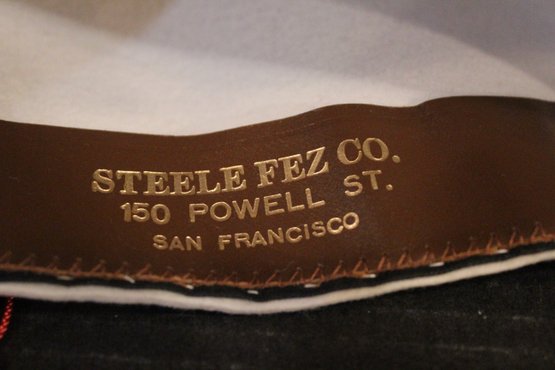 STEELE FEZ CO.
150 POWELL ST.
SAN FRANCISCO